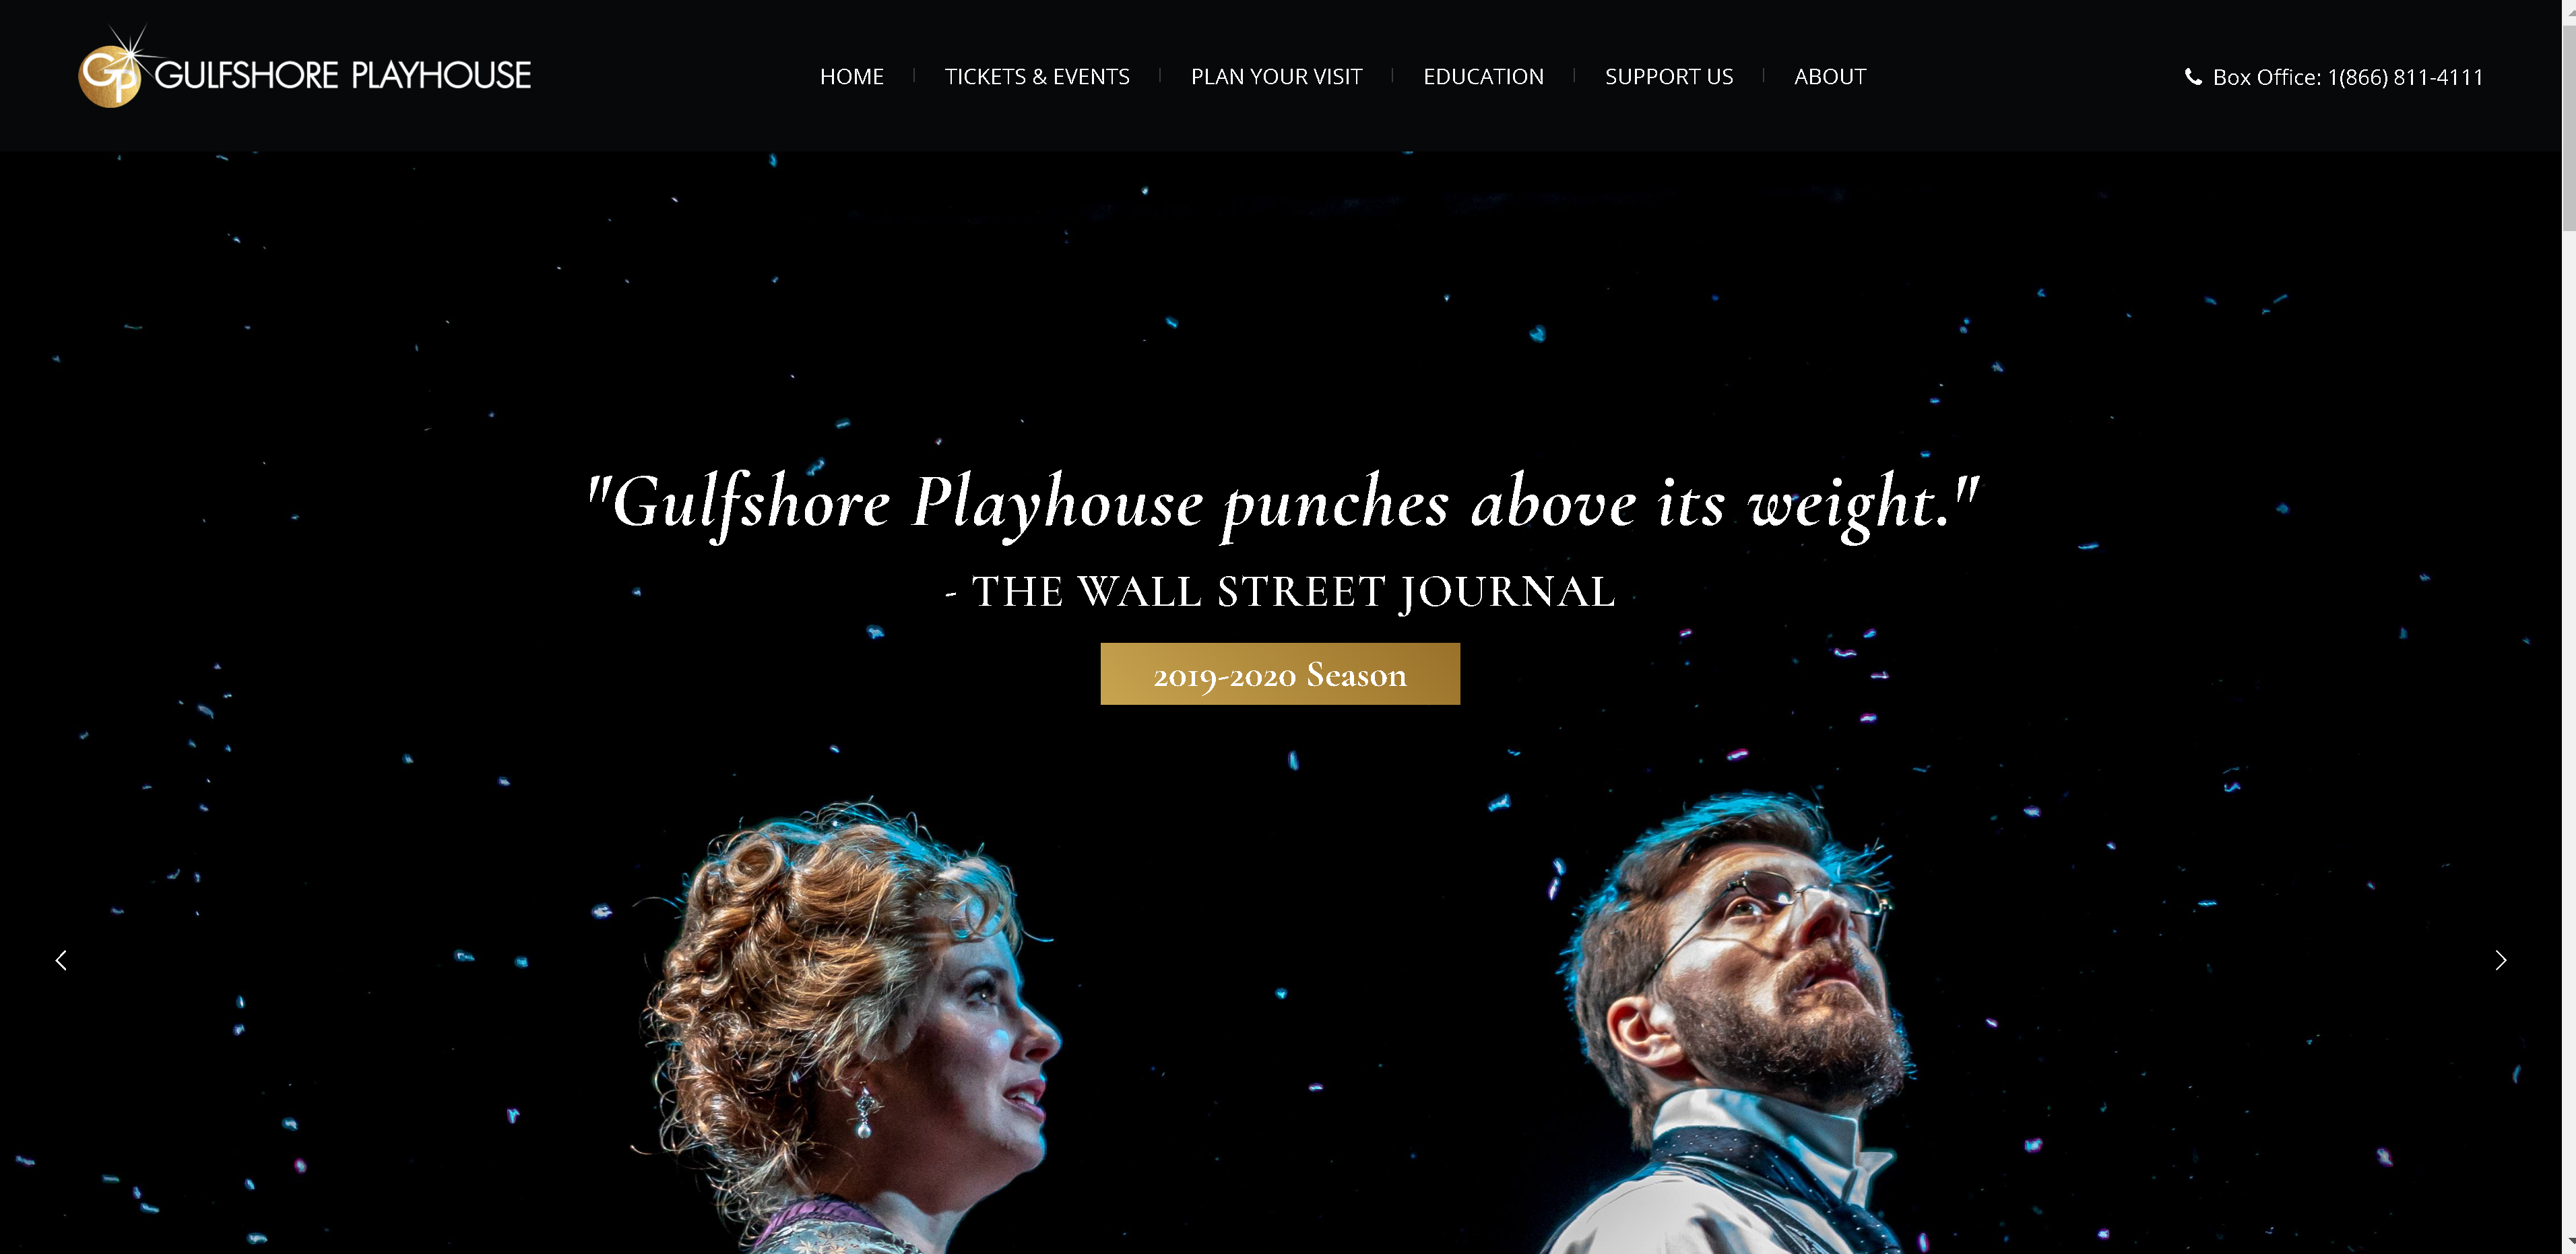 GP GULFSHORE PLAYHOUSE
HOME
TICKETS & EVENTS
PLAN YOUR VISIT
EDUCATION
SUPPORT US
ABOUT
Box Office: 1(866) 811-4111
"Gulfshore Playhouse punches above its weight."
- THE WALL STREET JOURNAL
2019-2020 Season